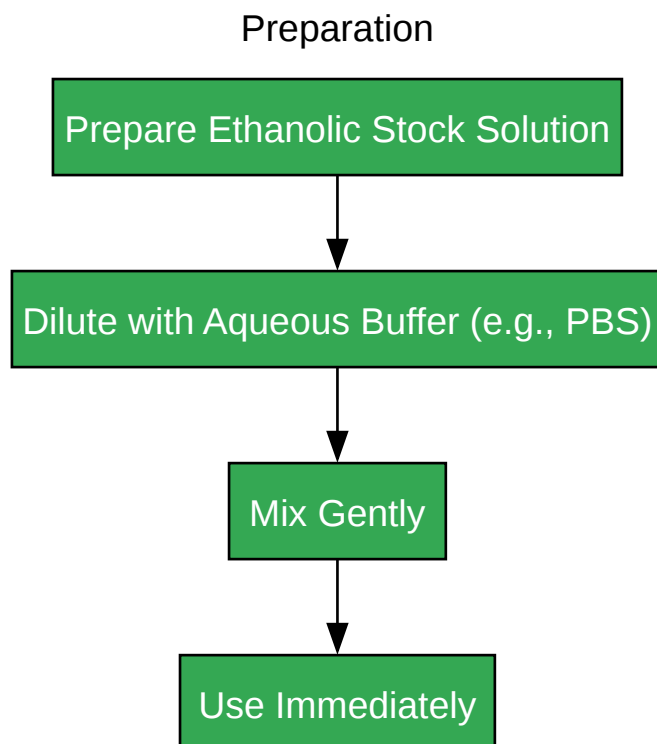 Preparation
Prepare Ethanolic Stock Solution
Dilute with Aqueous Buffer (e.g., PBS)
Mix Gently
Use Immediately